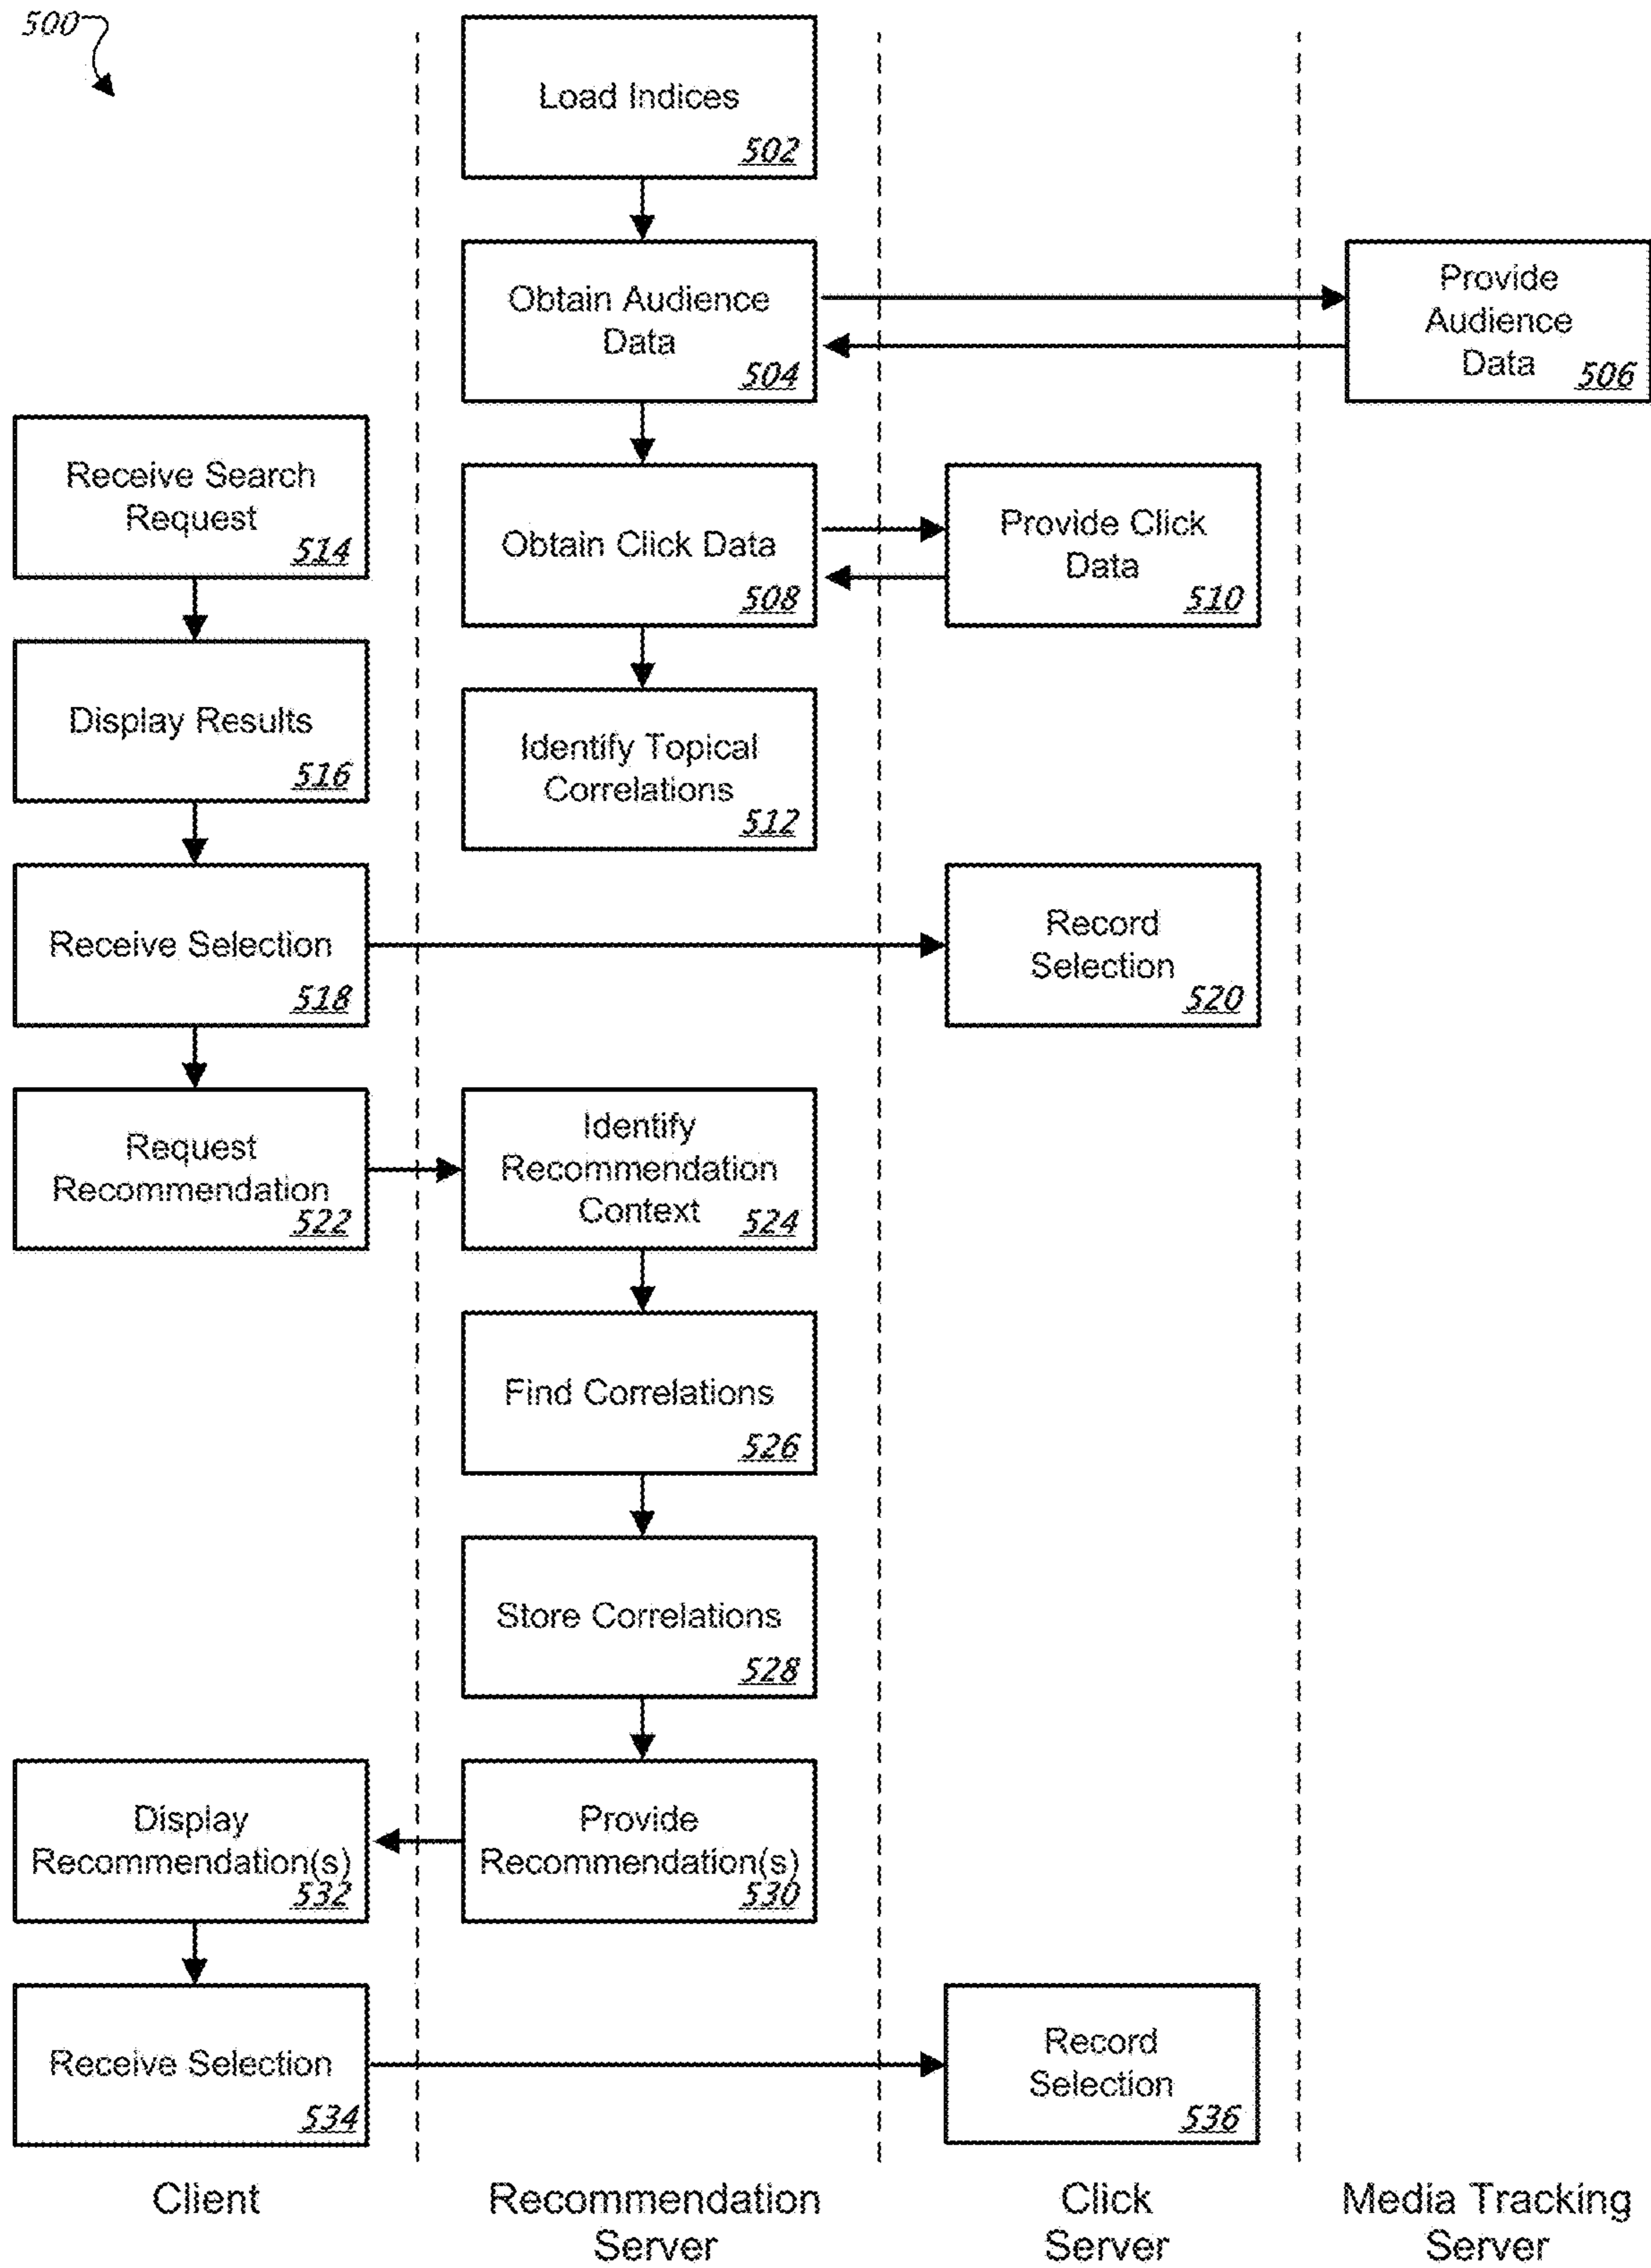 500
Load Indices
502
Obtain Audience
Data
504
Provide
Audience
Data
506
Receive Search
Request
514
Obtain Click Data
508
Provide Click
Data
510
Display Results
516
Identify Topical
Correlations
512
Receive Selection
518
Record
Selection
520
Request
Recommendation
522
Identify
Recommendation
Context
524
Find Correlations
526
Store Correlations
528
Display
Recommendation(s)
532
Provide
Recommendation(s)
530
Receive Selection
534
Record
Selection
536
Client
Recommendation
Server
Click
Server
Media Tracking
Server